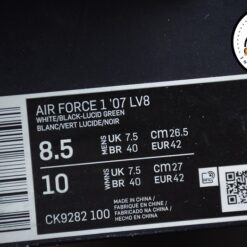 AIR FORCE 1 '07 LV8
WHITE/BLACK-LUCID GREEN
BLANC/VERT LUCIDE/NOIR
8.5 MENS UK 7.5 CM 26.5
BR 40 EUR 42
10 WMNS UK 7.5 CM 27
BR 40 EUR 42
CK9282 100
MADE IN CHINA
FABRIQUÉ EN CHINE
FABRICADO NA CHINA
HECHO EN CHINA